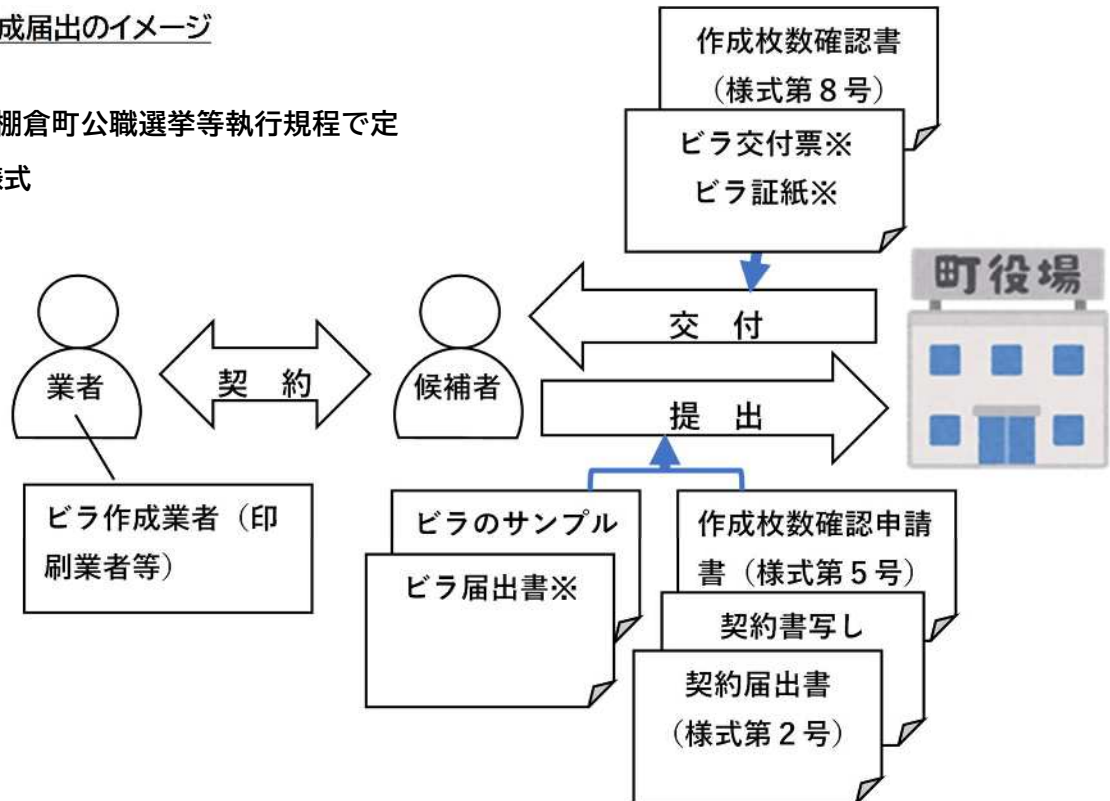 成届出のイメージ
棚倉町公職選挙等執行規程で定
様式
作成枚数確認書
（様式第８号）
ビラ交付票※
ビラ証紙※
町役場
交　付
業者
契　約
候補者
提　出
ビラ作成業者（印
刷業者等）
ビラのサンプル
ビラ届出書※
作成枚数確認申請
書（様式第５号）
契約書写し
契約届出書
（様式第２号）